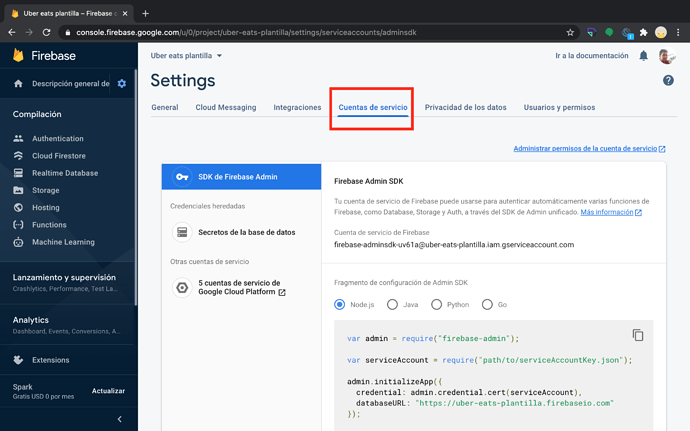 Uber eats plantilla – Firebase c
console.firebase.google.com/u/0/project/uber-eats-plantilla/settings/serviceaccounts/adminsdk
Firebase
Descripción general de
Compilación
Authentication
Cloud Firestore
Realtime Database
Storage
Hosting
Functions
Machine Learning
Lanzamiento y supervisión
Crashlytics, Performance, Test La...
Analytics
Dashboard, Events, Conversions, A...
Extensions
Spark
Gratis USD 0 por mes
Actualizar
Uber eats plantilla
Ir a la documentación
Settings
General
Cloud Messaging
Integraciones
Cuentas de servicio
Privacidad de los datos
Usuarios y permisos
Administrar permisos de la cuenta de servicio
SDK de Firebase Admin
Credenciales heredadas
Secretos de la base de datos
Otras cuentas de servicio
5 cuentas de servicio de
Google Cloud Platform
Firebase Admin SDK
Tu cuenta de servicio de Firebase puede usarse para autenticar automáticamente varias funciones de
Firebase, como Database, Storage y Auth, a través del SDK de Admin unificado. Más información
Cuenta de servicio de Firebase
firebase-adminsdk-uv61a@uber-eats-plantilla.iam.gserviceaccount.com
Fragmento de configuración de Admin SDK
Node.js
Java
Python
Go
var admin = require("firebase-admin");
var serviceAccount = require("path/to/serviceAccountKey.json");
admin.initializeApp({
credential: admin.credential.cert(serviceAccount),
databaseURL: "https://uber-eats-plantilla.firebaseio.com"
});